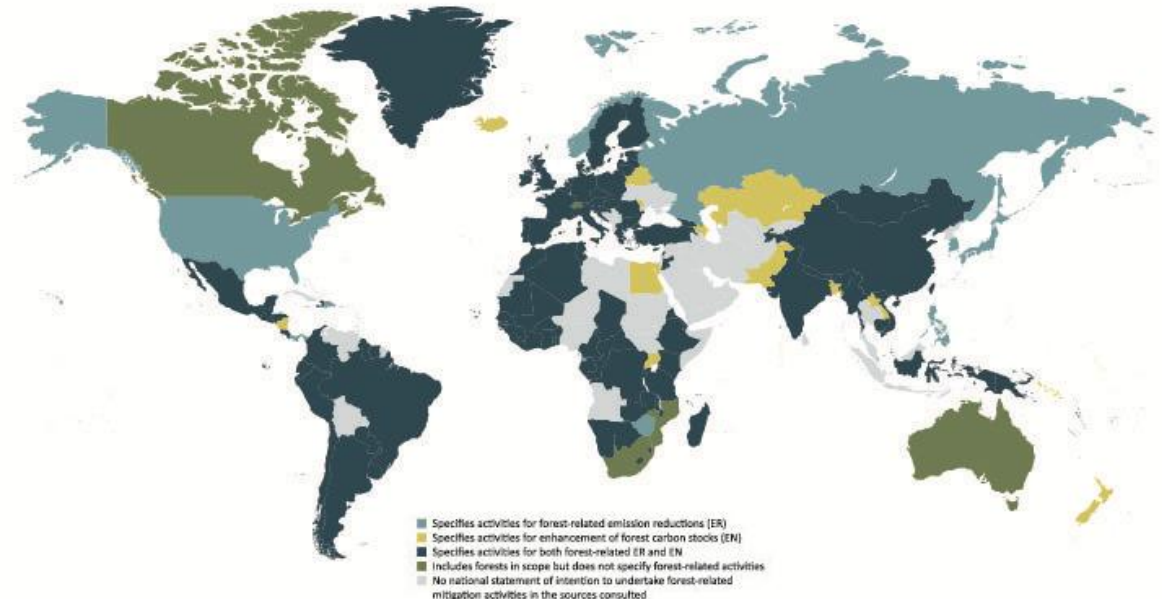 Specifies activities for forest-related emission reductions (ER)
Specifies activities for enhancement of forest carbon stocks (EN)
Specifies activities for both forest-related ER and EN
Includes forests in scope but does not specify forest-related activities
No national statement of intention to undertake forest-related
mitigation activities in the sources consulted